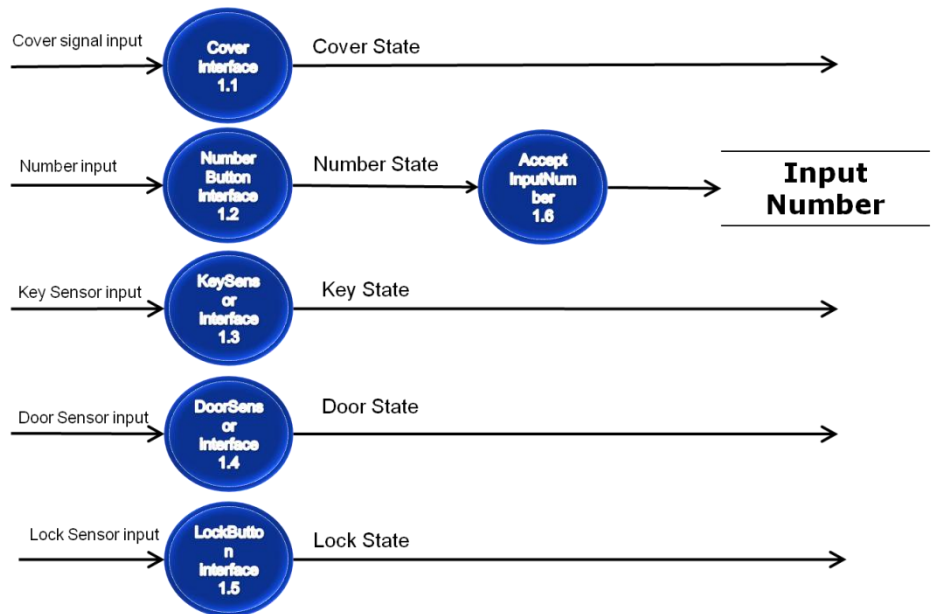 Cover signal input
Cover
Interface
1.1
Cover State
Number input
Number
Button
Interface
1.2
Number State
Accept
InputNum
ber
1.6
Input
Number
Key Sensor input
KeySens
or
Interface
1.3
Key State
Door Sensor input
DoorSens
or
Interface
1.4
Door State
Lock Sensor input
LockButto
n
Interface
1.5
Lock State